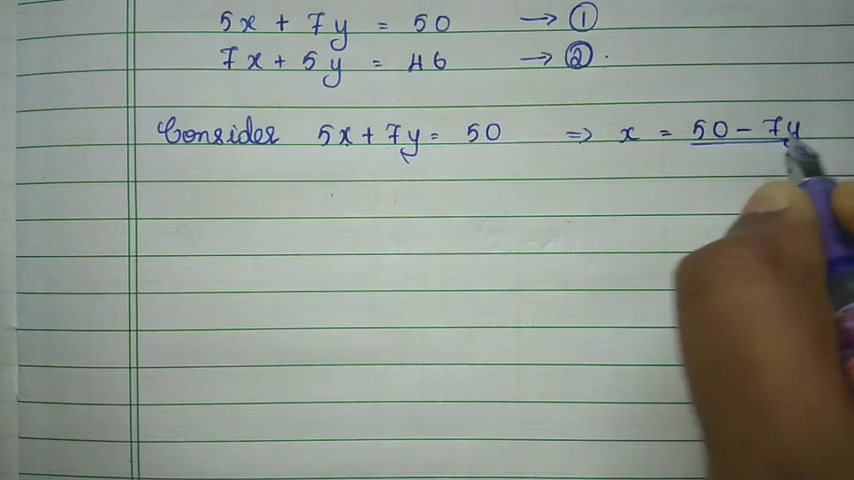 5x + 7y = 50 → ①
7x + 5y = 46 → ②.
Consider 5x + 7y = 50 ⇒ x = 50 - 7y